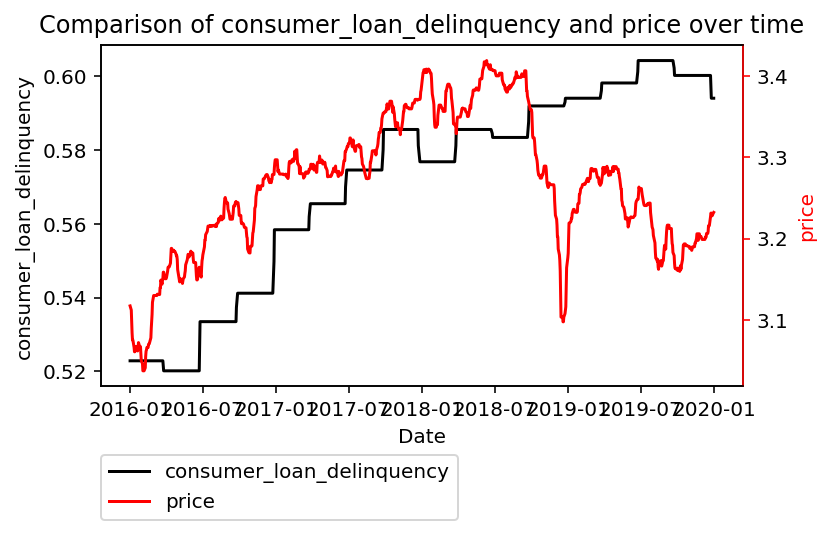 Comparison of consumer_loan_delinquency and price over time
consumer_loan_delinquency
0.60
0.58
0.56
0.54
0.52
3.4
3.3
3.2
3.1
price
2016-01 2016-07 2017-01 2017-07 2018-01 2018-07 2019-01 2019-07 2020-01
Date
consumer_loan_delinquency
price